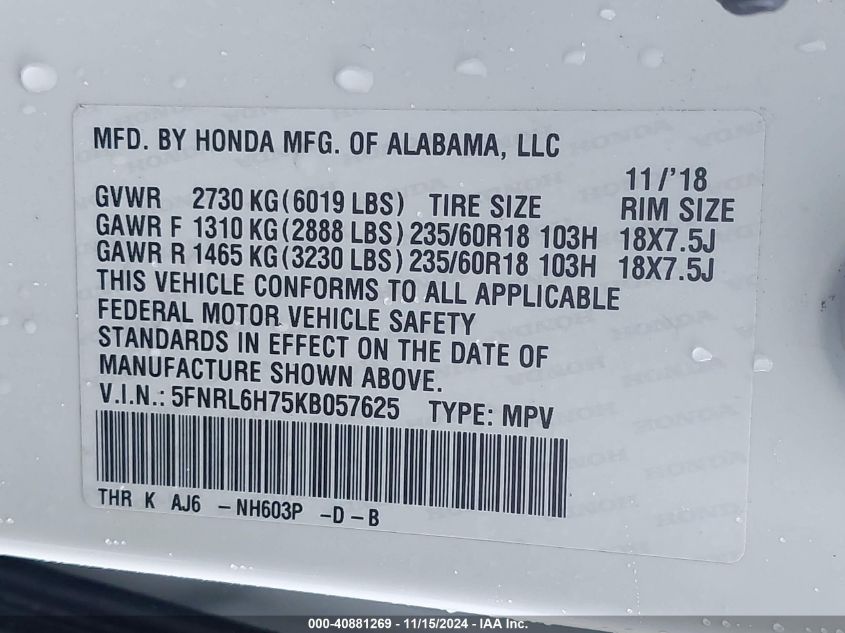 MFD. BY HONDA MFG. OF ALABAMA, LLC
11/'18
GVWR 2730 KG(6019 LBS) TIRE SIZE RIM SIZE
GAWR F 1310 KG(2888 LBS) 235/60R18 103H 18X7.5J
GAWR R 1465 KG(3230 LBS) 235/60R18 103H 18X7.5J
THIS VEHICLE CONFORMS TO ALL APPLICABLE
FEDERAL MOTOR VEHICLE SAFETY
STANDARDS IN EFFECT ON THE DATE OF
MANUFACTURE SHOWN ABOVE.
V.I.N.: 5FNRL6H75KB057625 TYPE: MPV
THR K AJ6 -NH603P -D-B
000-40881269 - 11/15/2024 - IAA Inc.